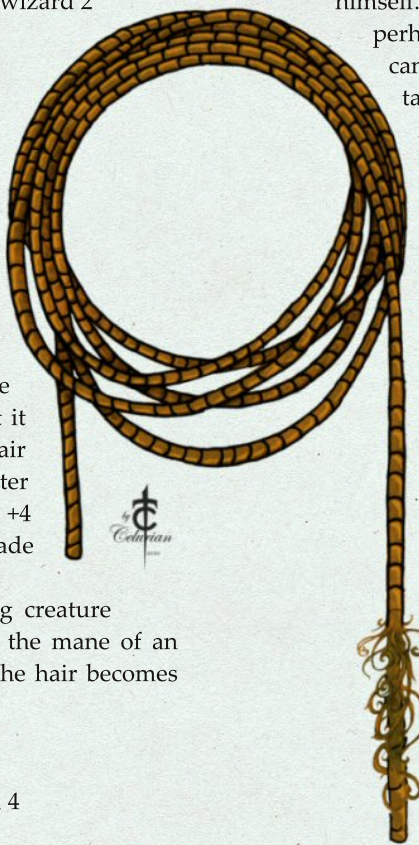 wizard 2
himself.
perh
can
ta
e
t it
air
ter
+4
ade
g creature
the mane of an
he hair becomes
4
by
Celurian